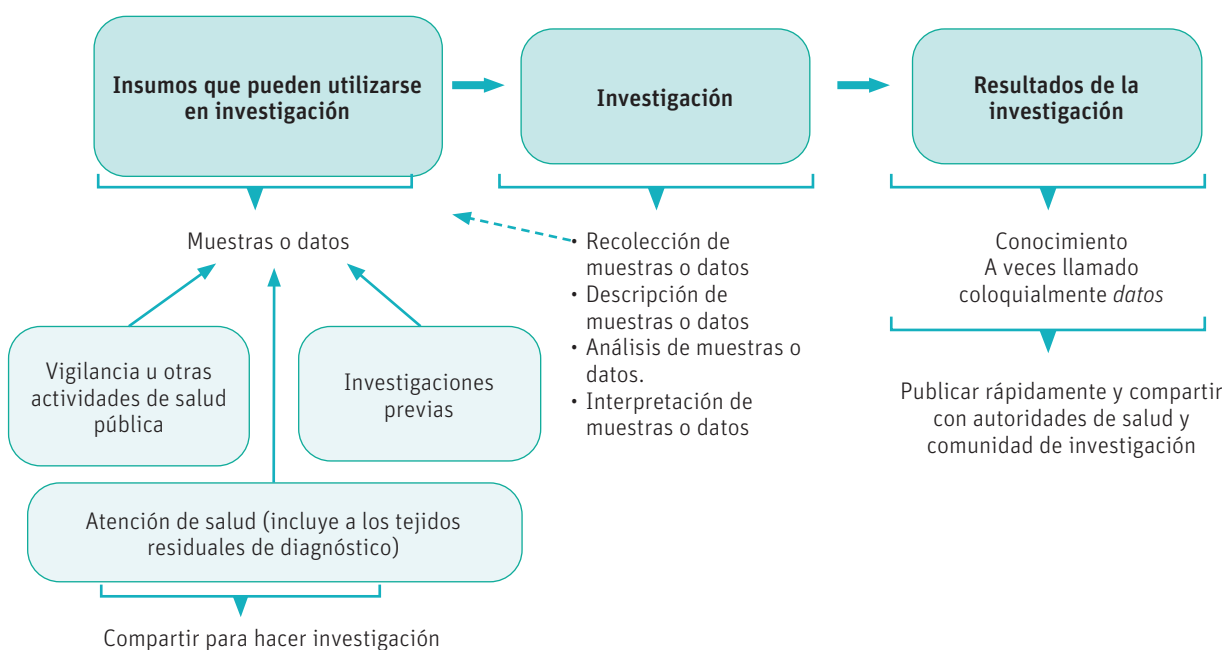 Insumos que pueden utilizarse
en investigación
Investigación
Resultados de la
investigación
Muestras o datos
Vigilancia u otras
actividades de salud
pública
Investigaciones
previas
Atención de salud (incluye a los tejidos
residuales de diagnóstico)
Compartir para hacer investigación
• Recolección de
muestras o datos
• Descripción de
muestras o datos
• Análisis de muestras o
datos.
• Interpretación de
muestras o datos
Conocimiento
A veces llamado
coloquialmente datos
Publicar rápidamente y compartir
con autoridades de salud y
comunidad de investigación